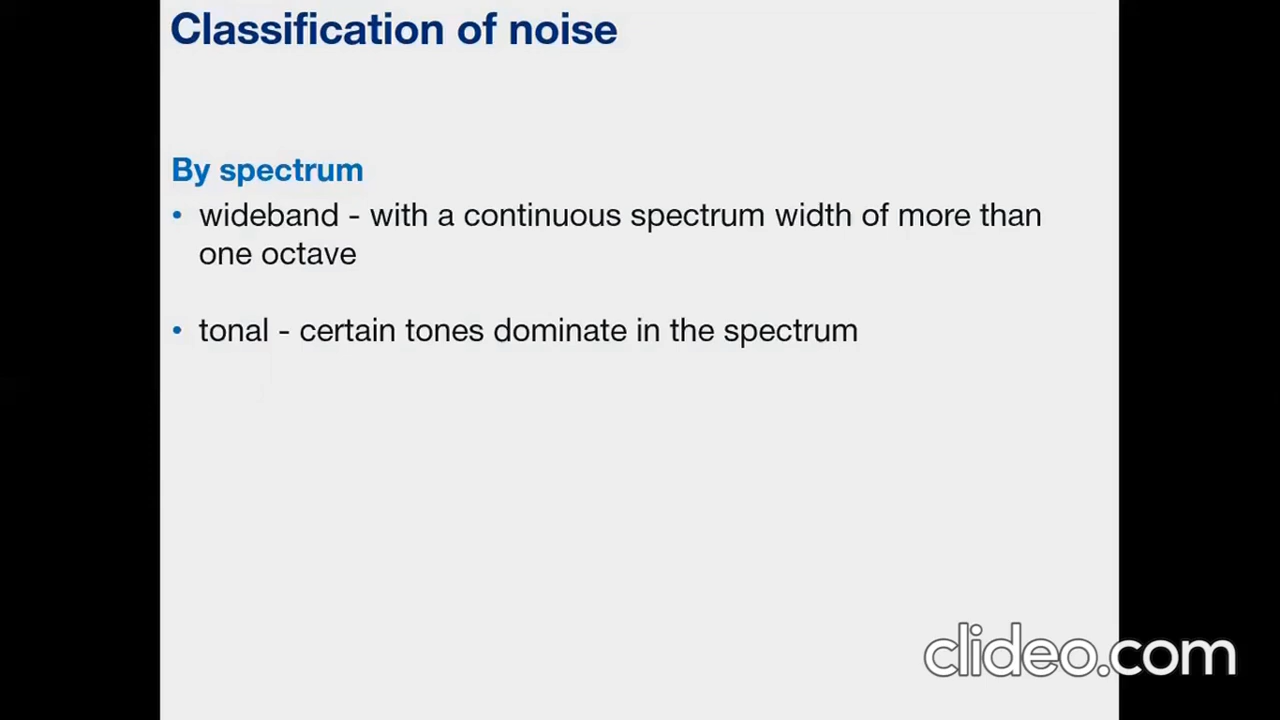 Classification of noise
By spectrum
• wideband - with a continuous spectrum width of more than
one octave
• tonal - certain tones dominate in the spectrum
clideo.com